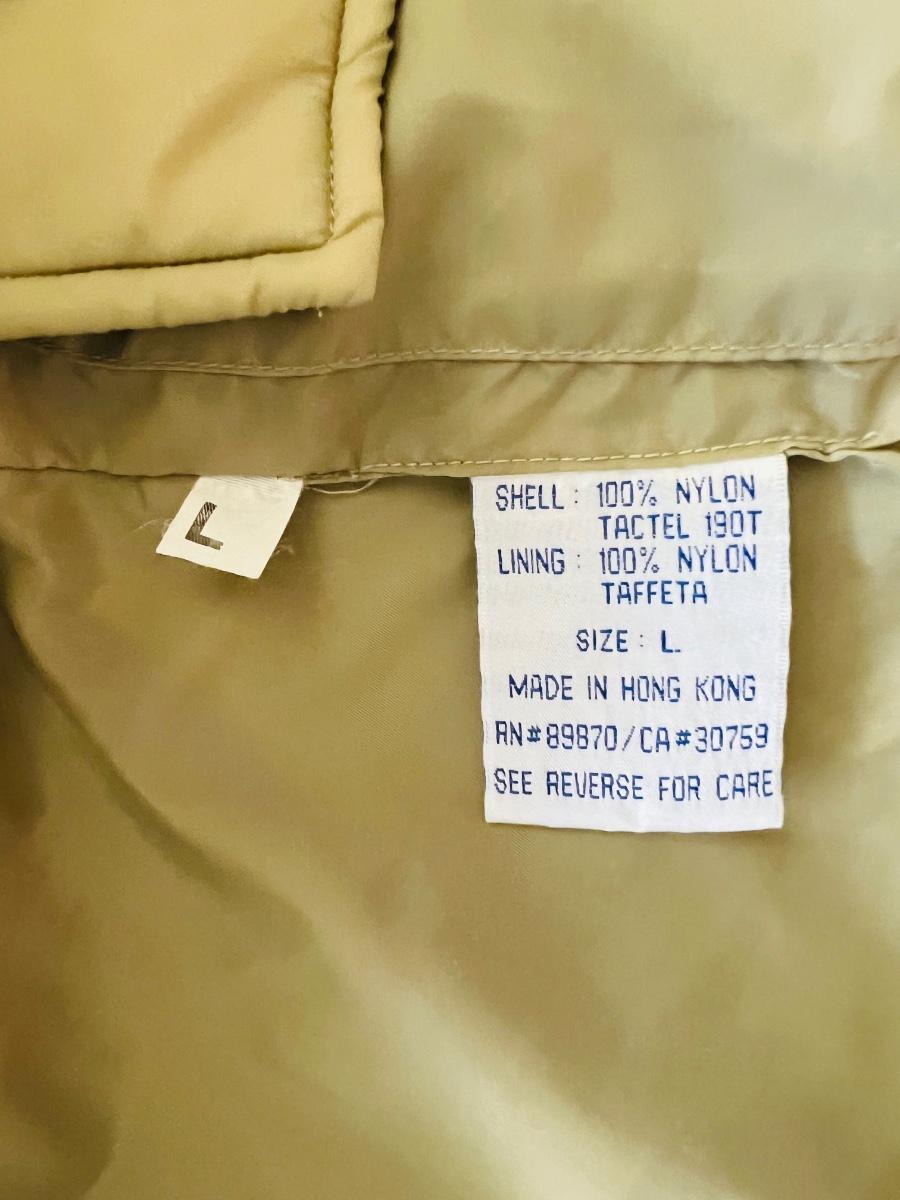 L
SHELL : 100% NYLON
TACTEL 190T
LINING : 100% NYLON
TAFFETA
SIZE : L.
MADE IN HONG KONG
RN#89870/CA#30759
SEE REVERSE FOR CARE